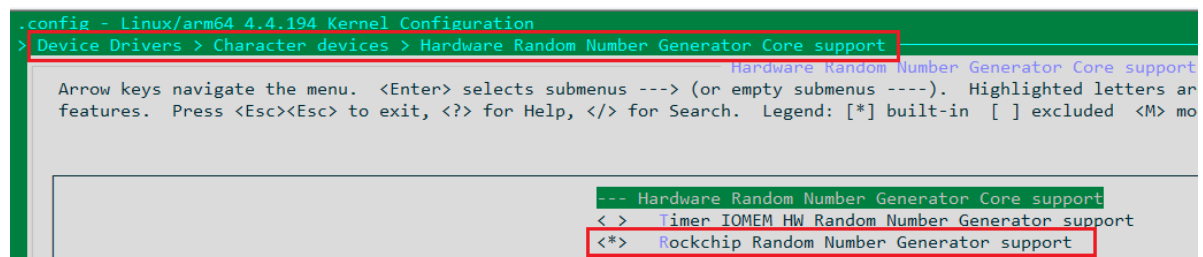 .config - Linux/arm64 4.4.194 Kernel Configuration
> Device Drivers > Character devices > Hardware Random Number Generator Core support
Hardware Random Number Generator Core support
Arrow keys navigate the menu.  <Enter> selects submenus ---> (or empty submenus ----).  Highlighted letters ar
features.  Press <Esc><Esc> to exit, <?> for Help, </> for Search.  Legend: [*] built-in  [ ] excluded  <M> mo
--- Hardware Random Number Generator Core support
< >   Timer IOMEM HW Random Number Generator support
<*>   Rockchip Random Number Generator support